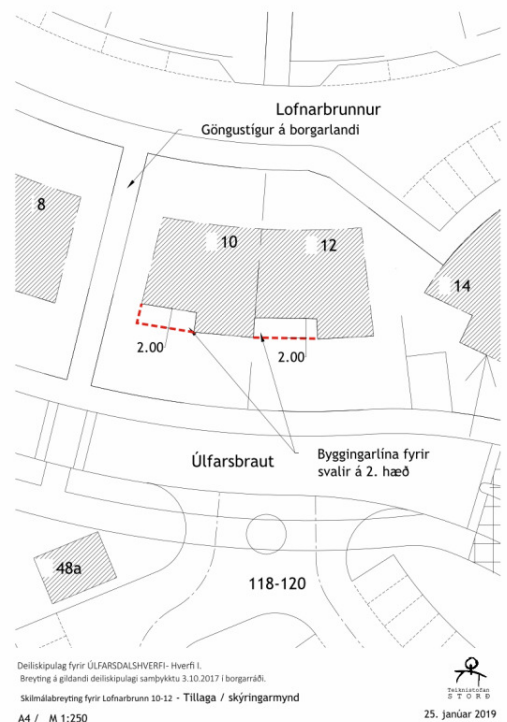 Lofnarbrunnur
Göngustígur á borgarlandi
8
10
12
14
2.00
2.00
Úlfarsbraut
Byggingarlína fyrir
svalir á 2. hæð
48a
118-120
Deiliskipulag fyrir ÚLFARSDALSHVERFI- Hverfi I.
Breyting á gildandi deiliskipulagi samþykktu 3.10.2017 í borgarráði.
Skilmálabreyting fyrir Lofnarbrunn 10-12 - Tillaga / skýringarmynd
A4 / M 1:250
Teiknistofan
STORÐ
25. janúar 2019